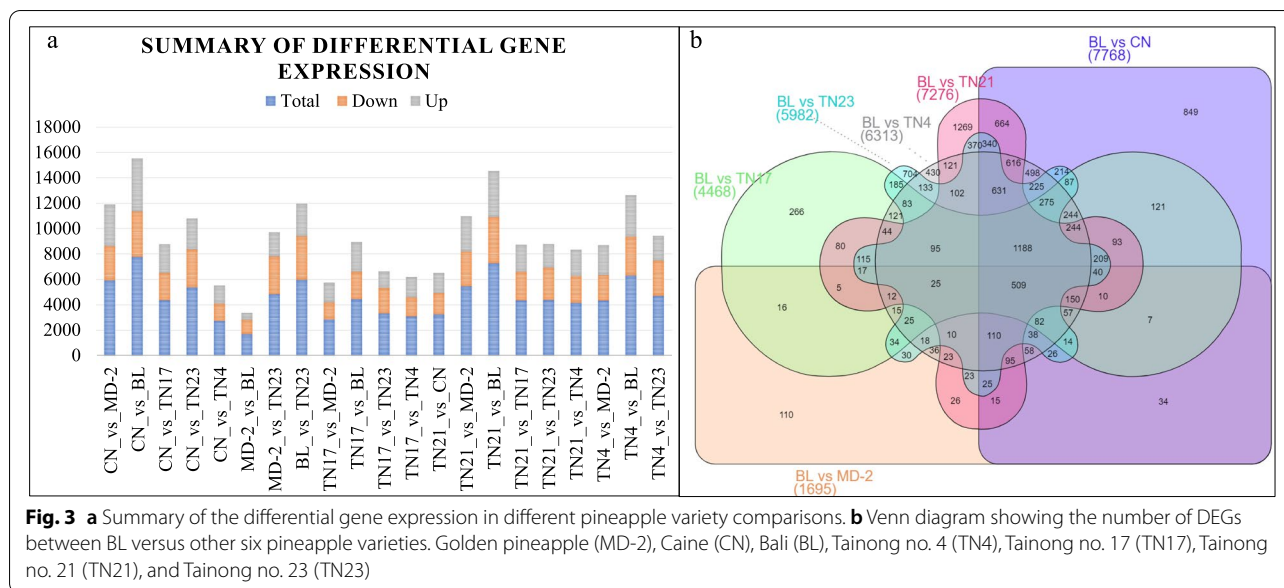 a
SUMMARY OF DIFFERENTIAL GENE
EXPRESSION
Total Down Up
18000
16000
14000
12000
10000
8000
6000
4000
2000
0
CN_vs_MD-2
CN_vs_BL
CN_vs_TN17
CN_vs_TN23
CN_vs_TN4
MD-2_vs_BL
MD-2_vs_TN23
BL_vs_TN23
TN17_vs_MD-2
TN17_vs_BL
TN17_vs_TN23
TN17_vs_TN4
TN21_vs_CN
TN21_vs_MD-2
TN21_vs_BL
TN21_vs_TN17
TN21_vs_TN23
TN21_vs_TN4
TN4_vs_MD-2
TN4_vs_BL
TN4_vs_TN23
b
BL vs CN
(7768)
BL vs TN21
(7276)
BL vs TN23
(5982)
BL vs TN4
(6313)
BL vs TN17
(4468)
849
1269 664
370 340
121 616
704 430 498 214
185 133 102 631 225 87
83 275
266 121 121
44 244
244
80 93
95 1188
115 209
17 40
5 25 509 10
16 12 150 7
15 57
25 82
34 18 10 110 38 14
30 36 23 58 26
95
23 25
26 15
110 34
BL vs MD-2
(1695)
Fig. 3 a Summary of the differential gene expression in different pineapple variety comparisons. b Venn diagram showing the number of DEGs
between BL versus other six pineapple varieties. Golden pineapple (MD-2), Caine (CN), Bali (BL), Tainong no. 4 (TN4), Tainong no. 17 (TN17), Tainong
no. 21 (TN21), and Tainong no. 23 (TN23)